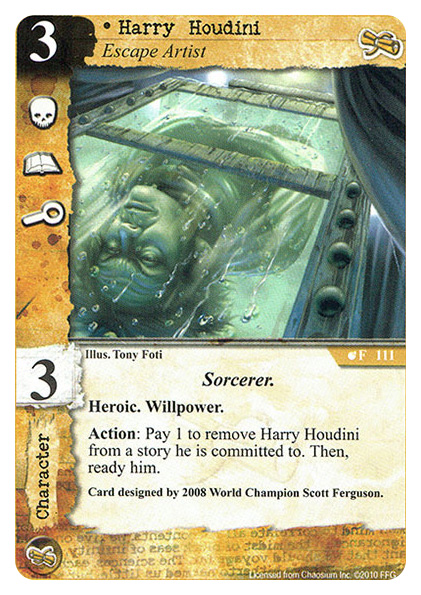 3
• Harry Houdini
Escape Artist
Illus. Tony Foti
F 111
3
Sorcerer.
Heroic. Willpower.
Action: Pay 1 to remove Harry Houdini
from a story he is committed to. Then,
ready him.
Card designed by 2008 World Champion Scott Ferguson.
Character
Licensed from Chaosium Inc. ©2010 FFG